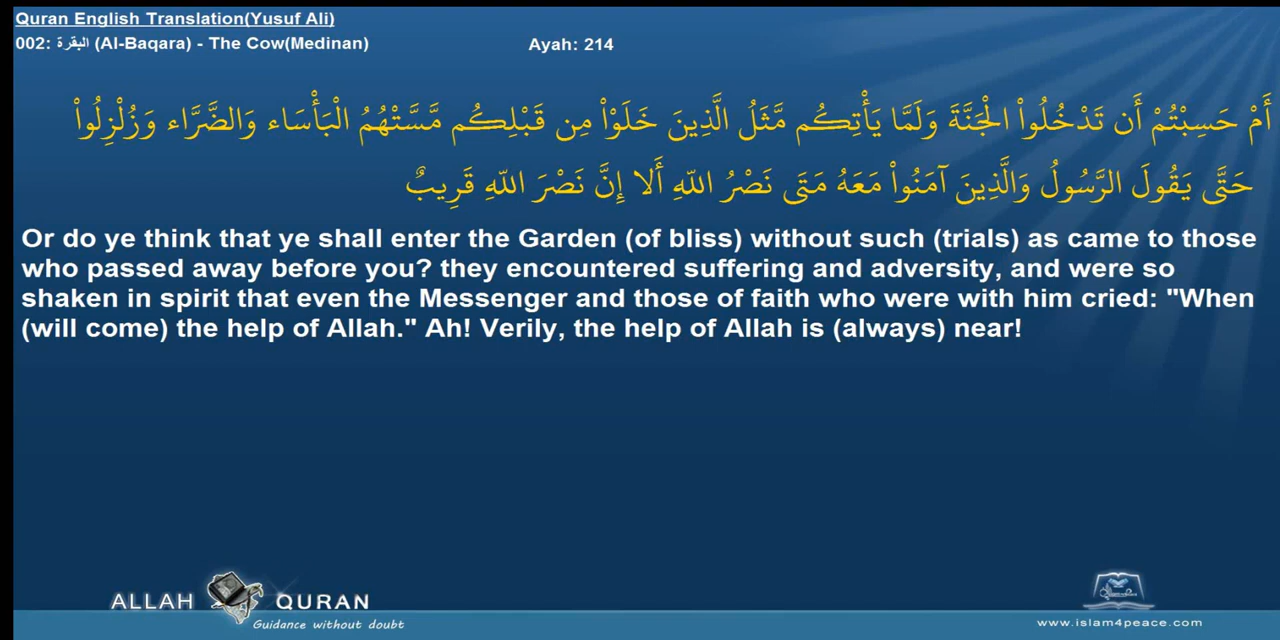 Quran English Translation(Yusuf Ali)
002: البقرة (Al-Baqara) - The Cow(Medinan)
Ayah: 214
أَمْ حَسِبْتُمْ أَن تَدْخُلُواْ الْجَنَّةَ وَلَمَّا يَأْتِكُم مَّثَلُ الَّذِينَ خَلَوْاْ مِن قَبْلِكُم مَّسَّتْهُمُ الْبَأْسَاء وَالضَّرَّاء وَزُلْزِلُواْ
حَتَّى يَقُولَ الرَّسُولُ وَالَّذِينَ آمَنُواْ مَعَهُ مَتَى نَصْرُ اللّهِ أَلا إِنَّ نَصْرَ اللّهِ قَرِيبٌ
Or do ye think that ye shall enter the Garden (of bliss) without such (trials) as came to those
who passed away before you? they encountered suffering and adversity, and were so
shaken in spirit that even the Messenger and those of faith who were with him cried: "When
(will come) the help of Allah." Ah! Verily, the help of Allah is (always) near!
ALLAH QURAN
Guidance without doubt
www.islam4peace.com